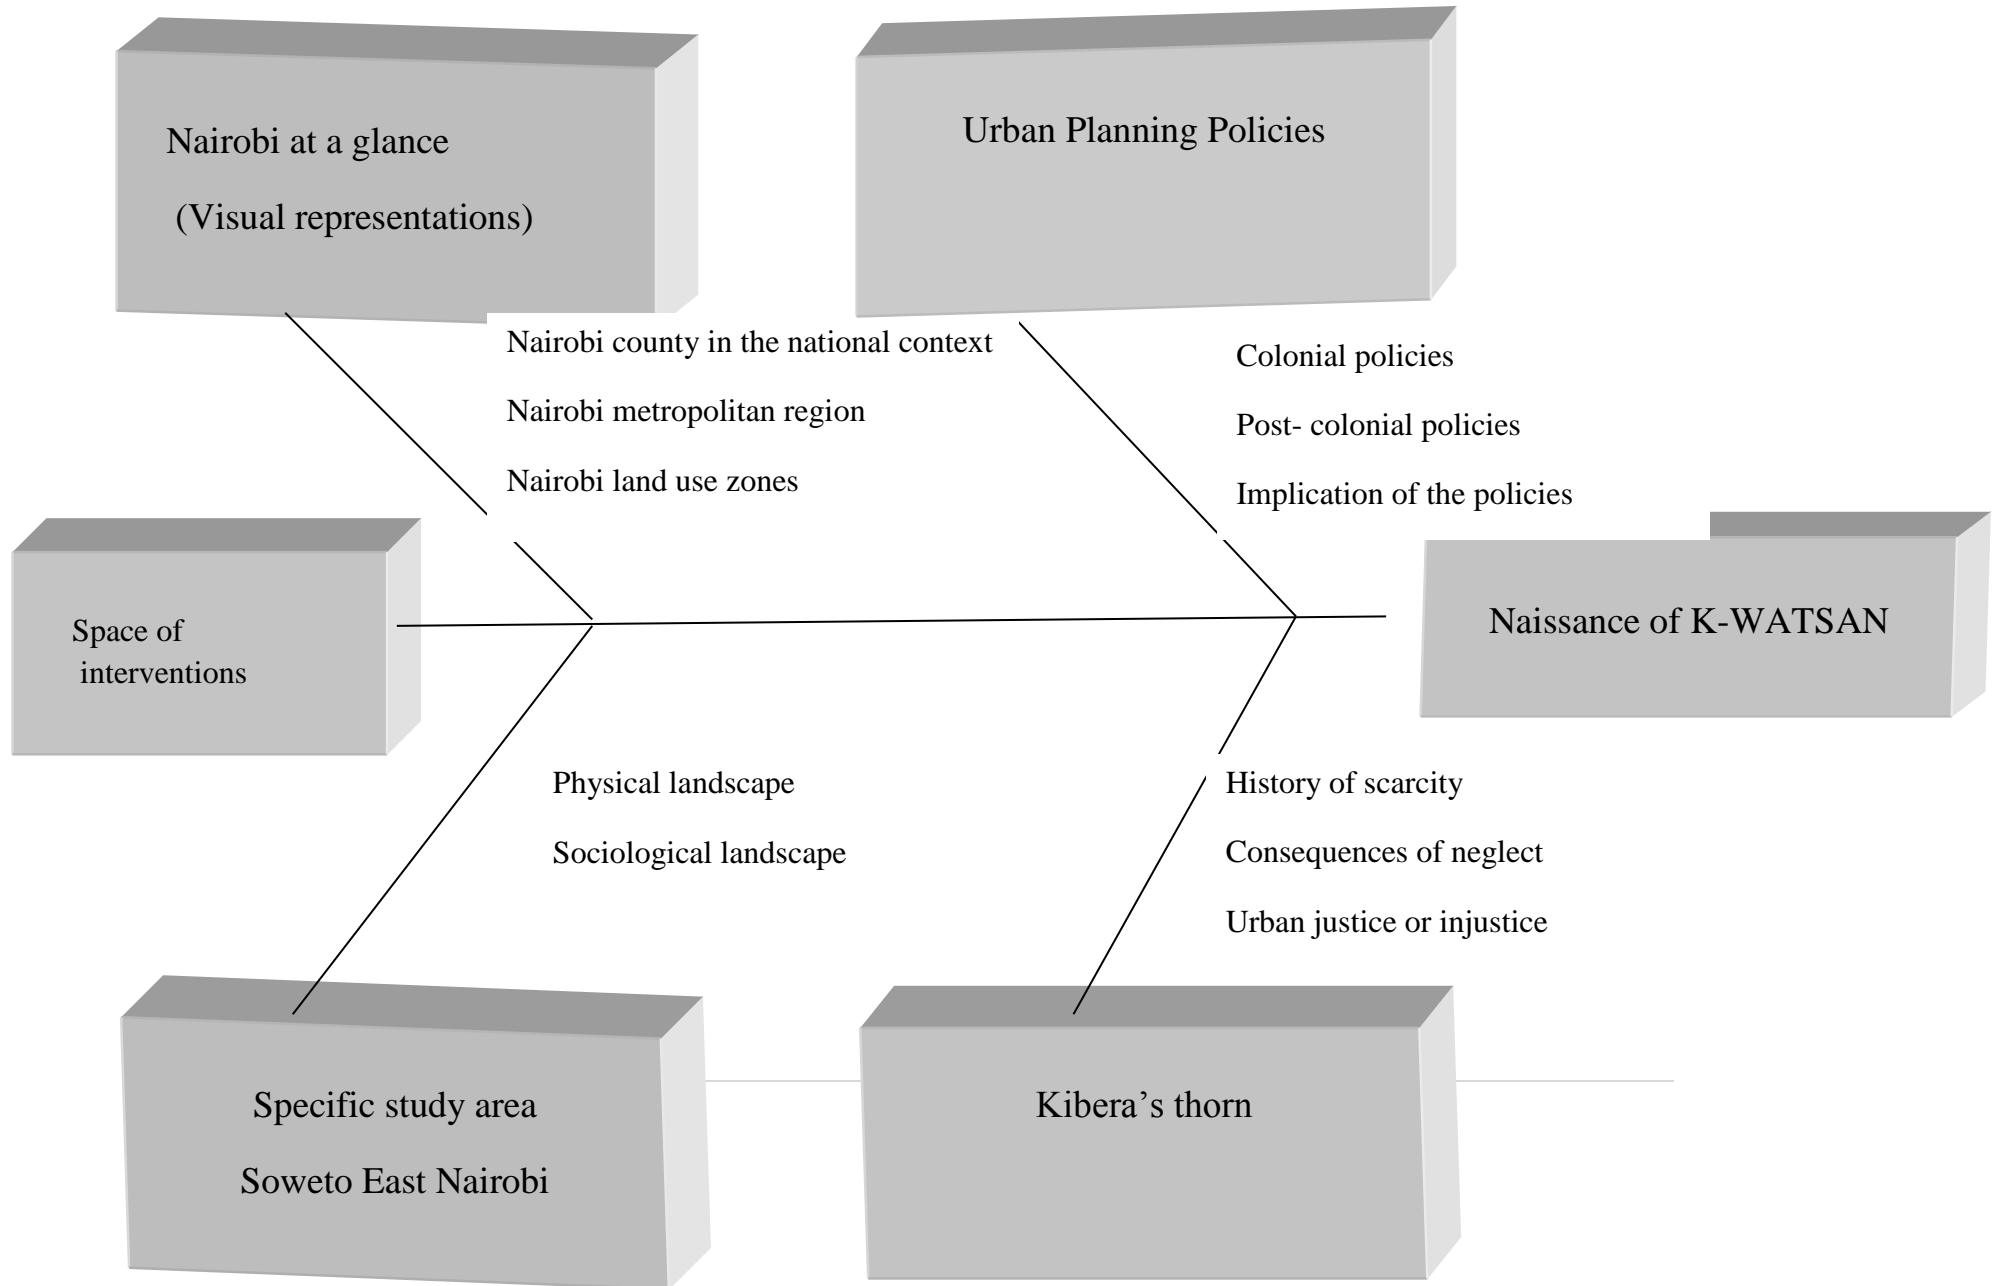 Nairobi at a glance
(Visual representations)
Urban Planning Policies
Nairobi county in the national context
Nairobi metropolitan region
Nairobi land use zones
Colonial policies
Post- colonial policies
Implication of the policies
Space of
interventions
Naissance of K-WATSAN
Physical landscape
Sociological landscape
History of scarcity
Consequences of neglect
Urban justice or injustice
Specific study area
Soweto East Nairobi
Kibera’s thorn